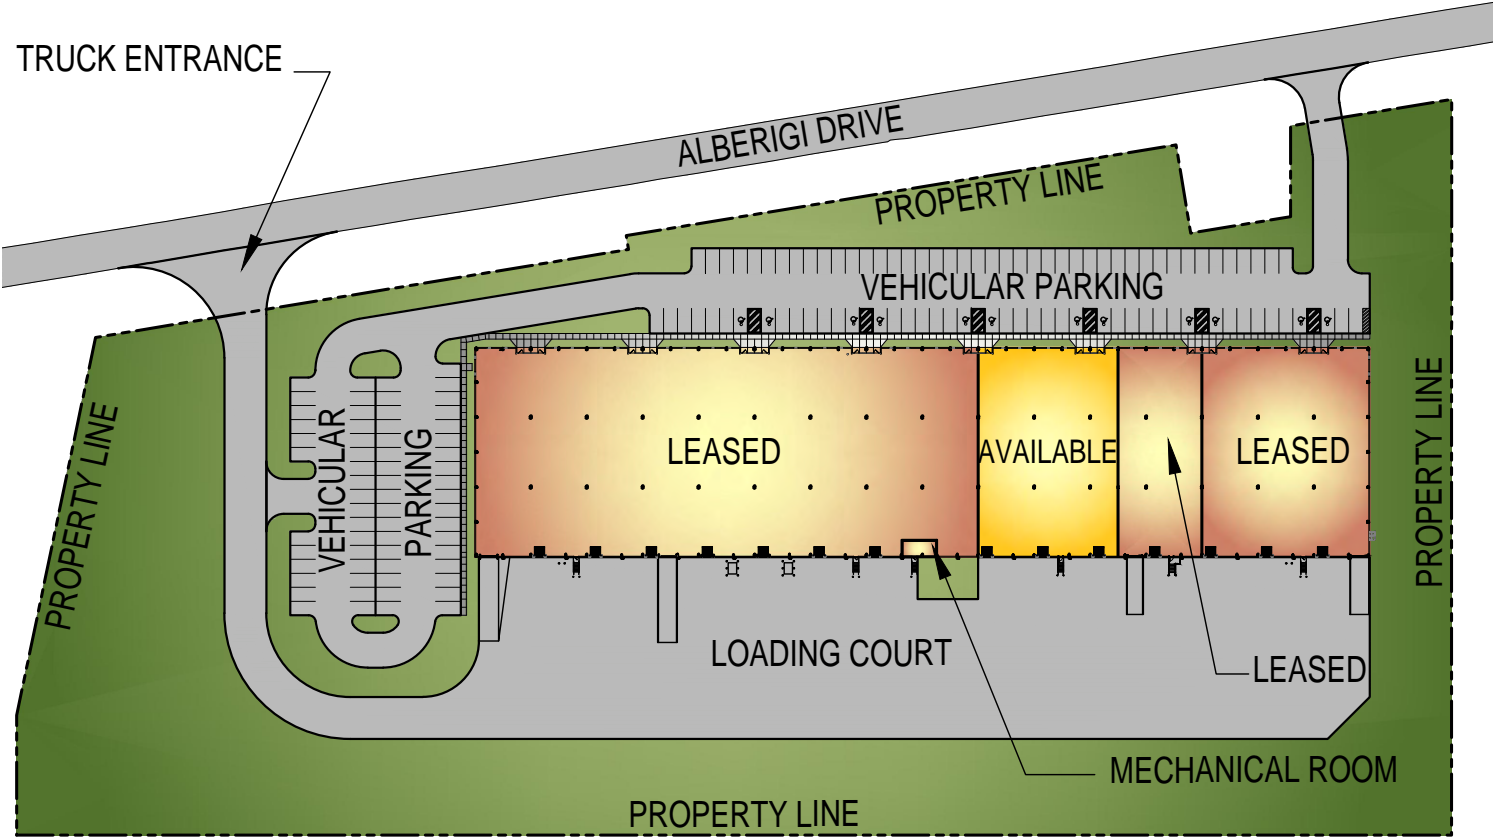 TRUCK ENTRANCE
ALBERIGI DRIVE
PROPERTY LINE
VEHICULAR PARKING
PROPERTY LINE
VEHICULAR
PARKING
LEASED
AVAILABLE
LEASED
PROPERTY LINE
LOADING COURT
LEASED
MECHANICAL ROOM
PROPERTY LINE